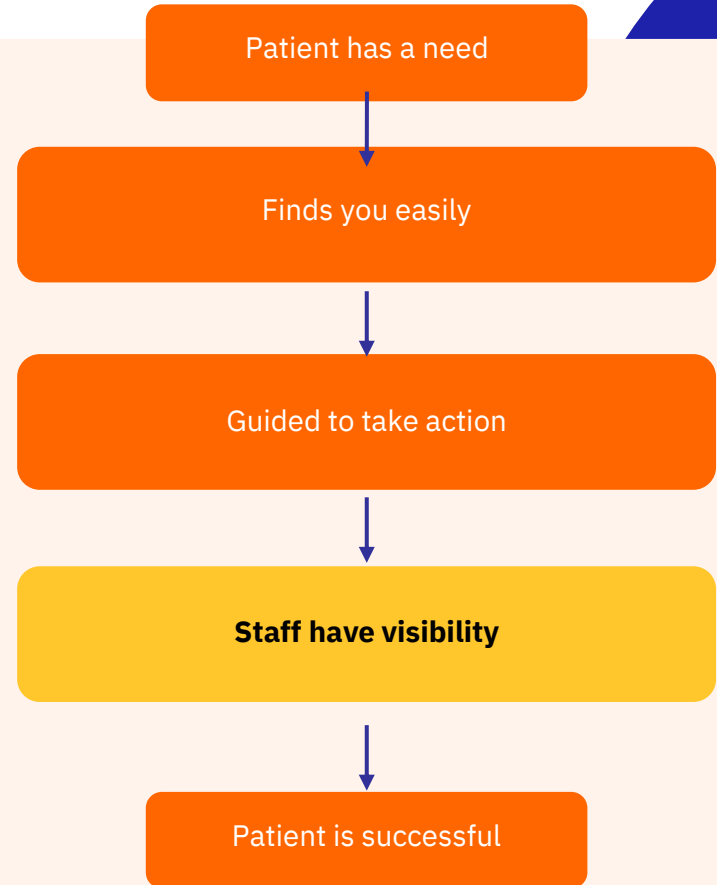 Patient has a need
Finds you easily
Guided to take action
Staff have visibility
Patient is successful